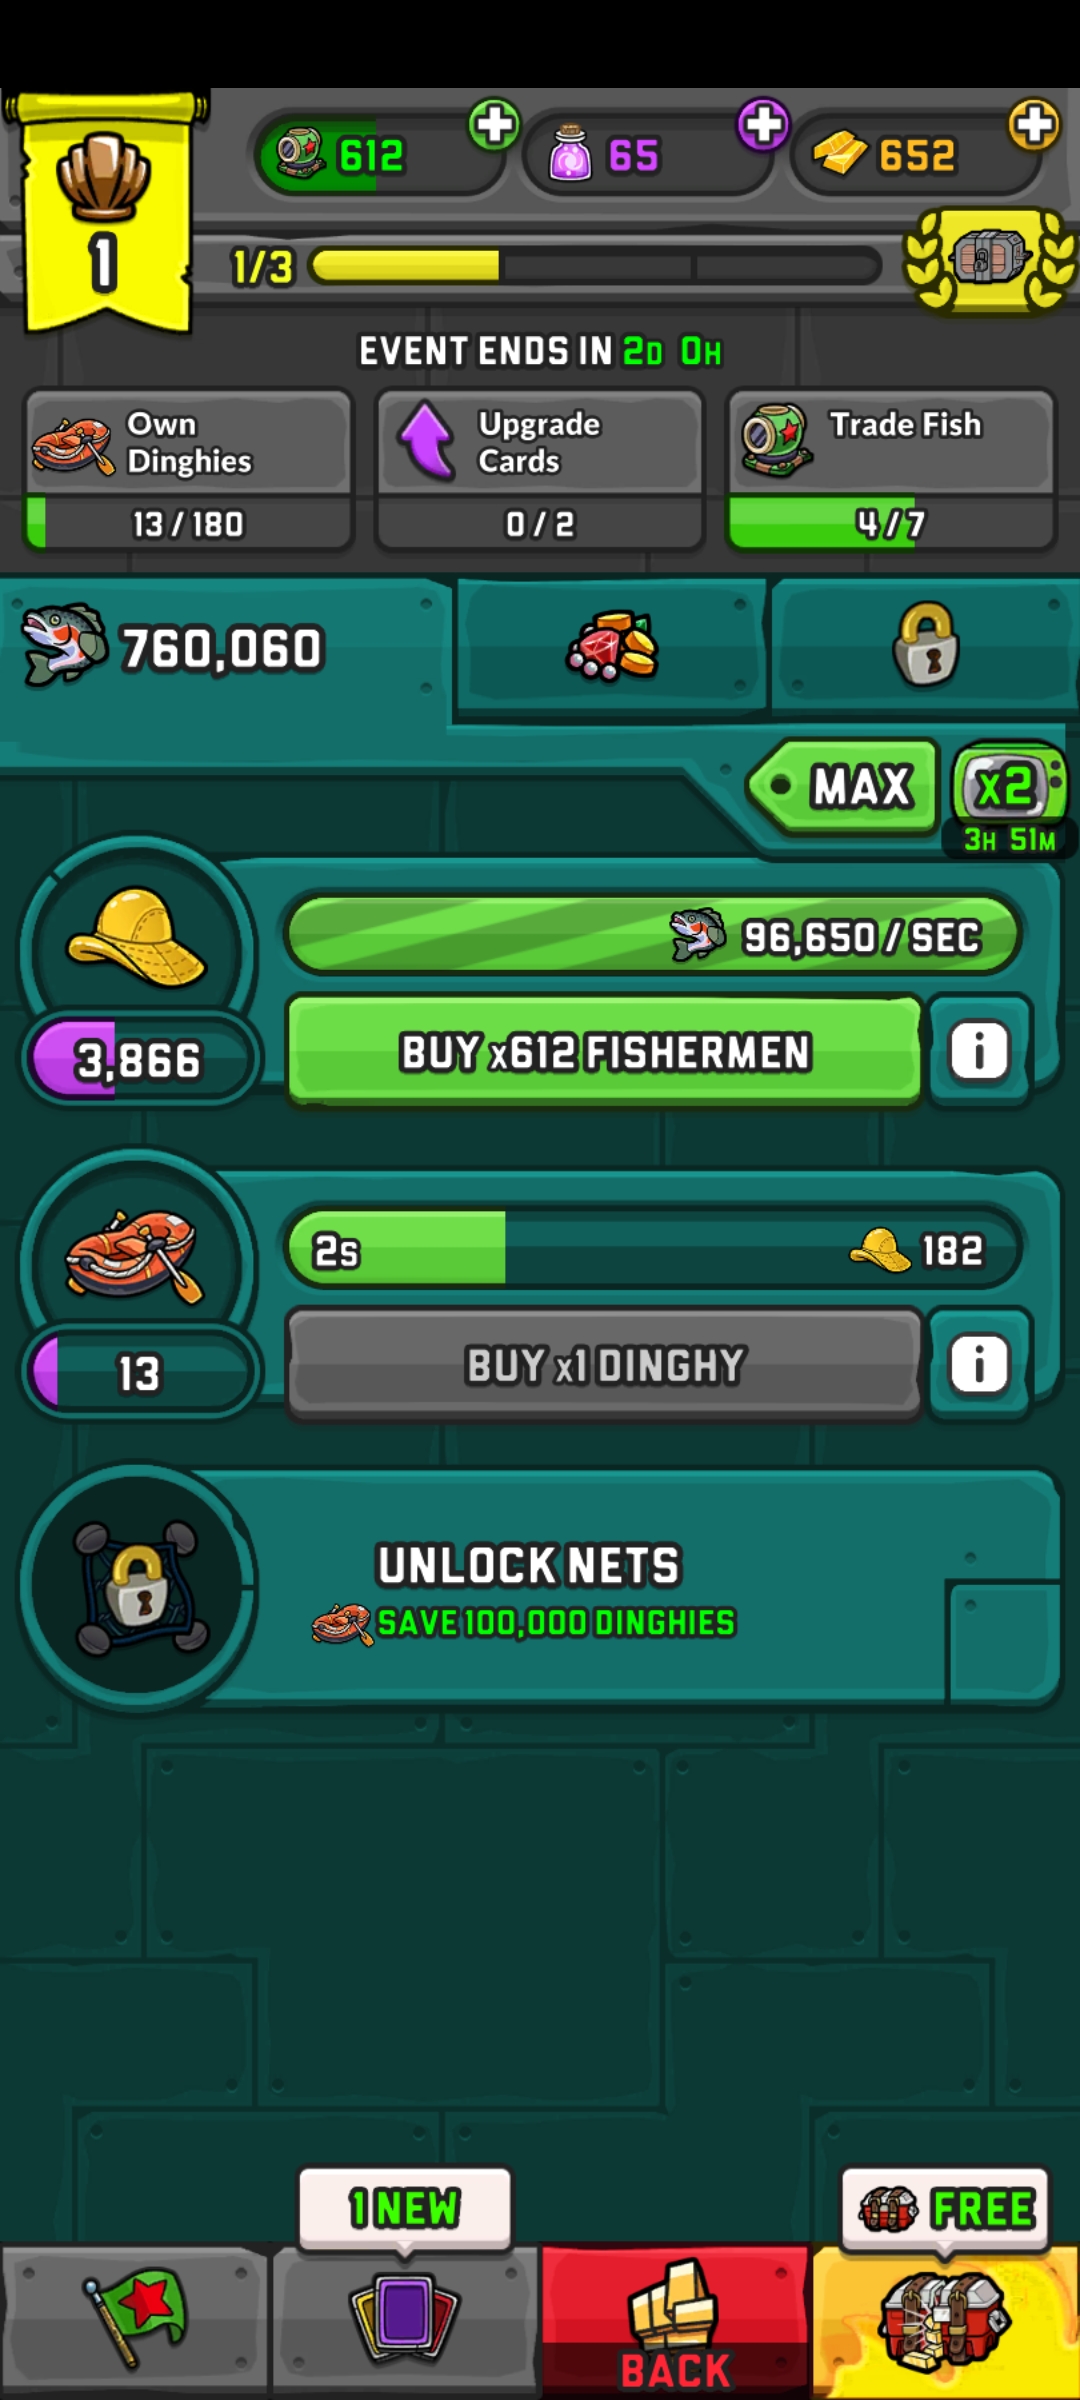 612
65
652
1
1/3
EVENT ENDS IN 2D 0H
Own
Dinghies
13 / 180
Upgrade
Cards
0 / 2
Trade Fish
4 / 7
760,060
MAX
x2
3H 51M
96,650 / SEC
3,866
BUY x612 FISHERMEN
i
2s
182
13
BUY x1 DINGHY
i
UNLOCK NETS
SAVE 100,000 DINGHIES
1 NEW
FREE
BACK